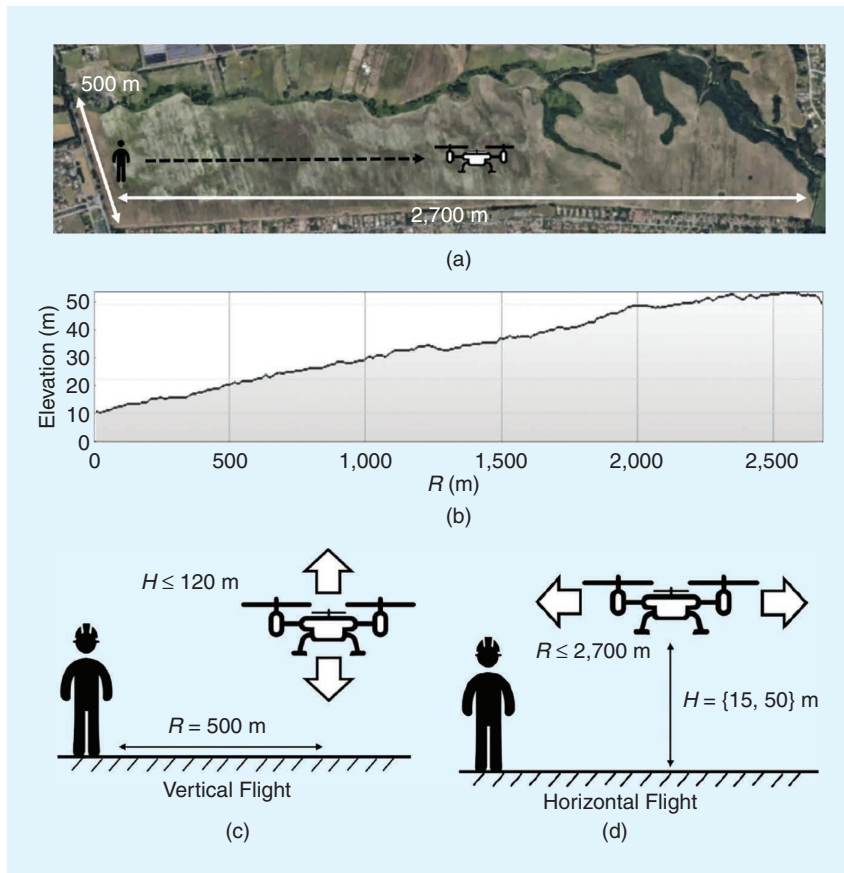 500 m
2,700 m
(a)
Elevation (m)
50
40
30
20
10
0
0 500 1,000 1,500 2,000 2,500
R (m)
(b)
H ≤ 120 m
R = 500 m
Vertical Flight
(c)
R ≤ 2,700 m
H = {15, 50} m
Horizontal Flight
(d)